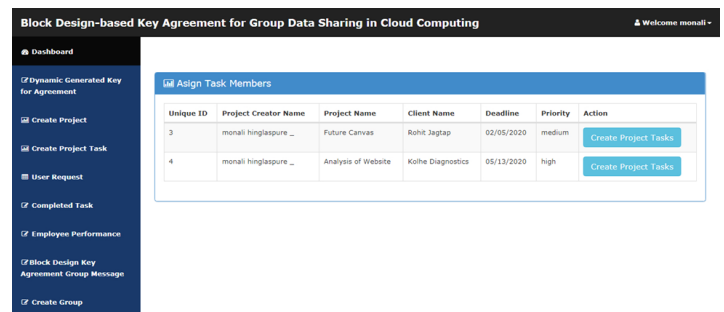 Block Design-based Key Agreement for Group Data Sharing in Cloud Computing
Welcome monali
Dashboard
Dynamic Generated Key
for Agreement
Create Project
Create Project Task
User Request
Completed Task
Employee Performance
Block Design Key
Agreement Group Message
Create Group
Asign Task Members
Unique ID Project Creator Name Project Name Client Name Deadline Priority Action
3 monali hinglaspure _ Future Canvas Rohit Jagtap 02/05/2020 medium Create Project Tasks
4 monali hinglaspure _ Analysis of Website Kolhe Diagnostics 05/13/2020 high Create Project Tasks